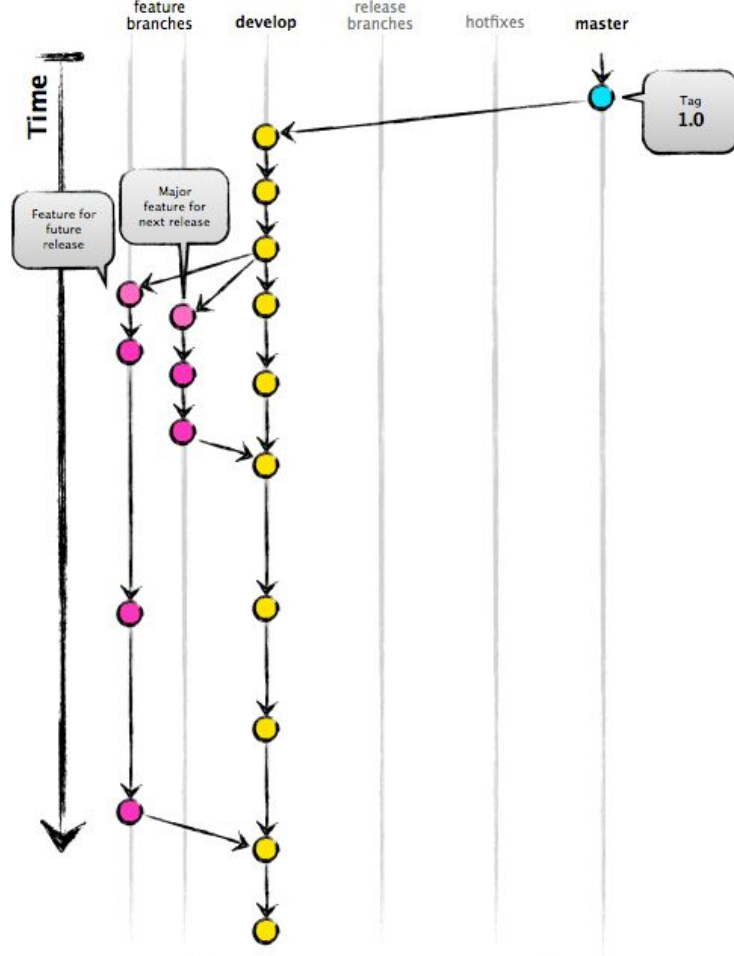 feature
branches
develop
release
branches
hotfixes
master
Time
Tag
1.0
Major
feature for
next release
Feature for
future
release